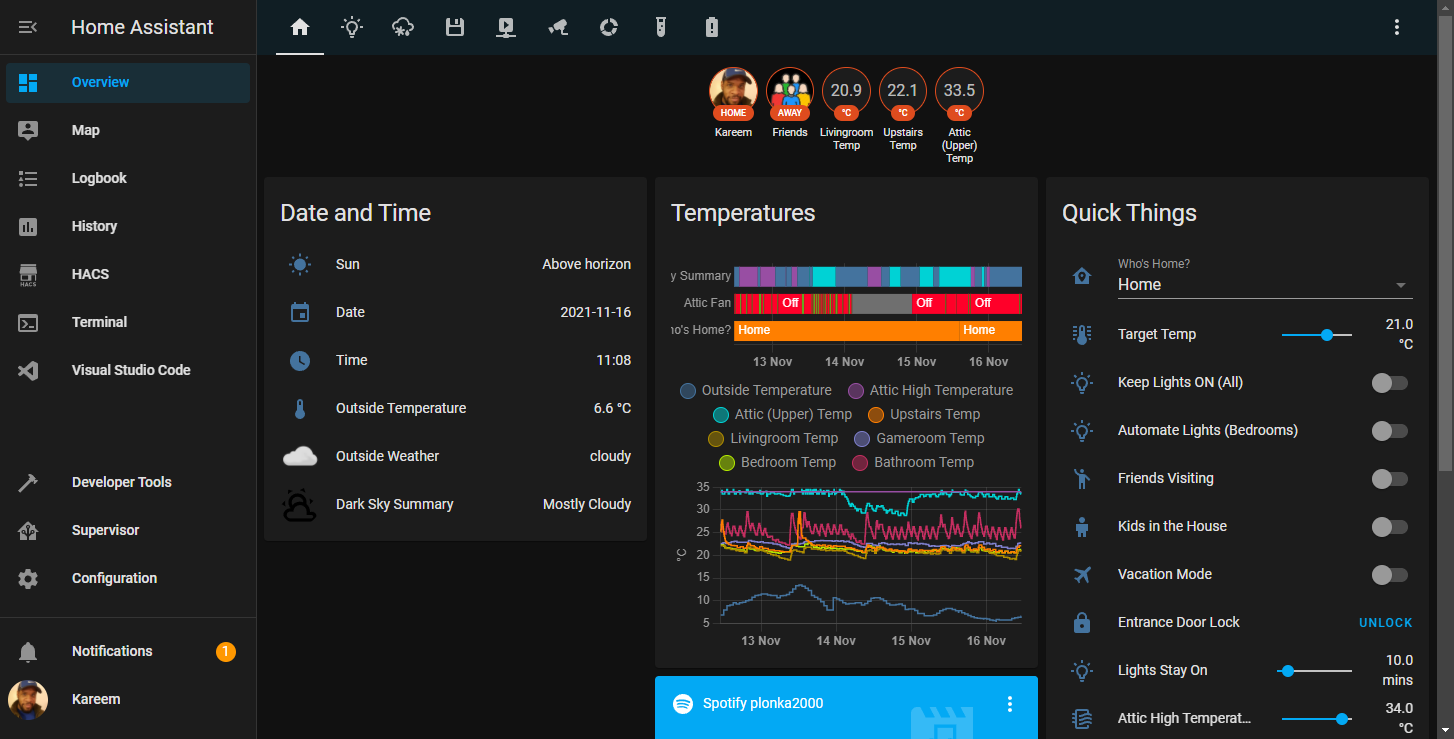 Home Assistant
Overview
Map
Logbook
History
HACS
HACS
Terminal
Visual Studio Code
Developer Tools
Supervisor
Configuration
Notifications 1
Kareem
HOME
Kareem
AWAY
Friends
20.9
°C
Livingroom
Temp
22.1
°C
Upstairs
Temp
33.5
°C
Attic
(Upper)
Temp
Date and Time
Sun Above horizon
Date 2021-11-16
Time 11:08
Outside Temperature 6.6 °C
Outside Weather cloudy
Dark Sky Summary Mostly Cloudy
Temperatures
y Summary
Attic Fan Off Off Off
o's Home? Home Home
13 Nov 14 Nov 15 Nov 16 Nov
Outside Temperature Attic High Temperature
Attic (Upper) Temp Upstairs Temp
Livingroom Temp Gameroom Temp
Bedroom Temp Bathroom Temp
35
30
25
20
15
10
5
°C
13 Nov 14 Nov 15 Nov 16 Nov
Spotify plonka2000
Quick Things
Who's Home?
Home
Target Temp 21.0
°C
Keep Lights ON (All)
Automate Lights (Bedrooms)
Friends Visiting
Kids in the House
Vacation Mode
Entrance Door Lock UNLOCK
Lights Stay On 10.0
mins
Attic High Temperat... 34.0
°C